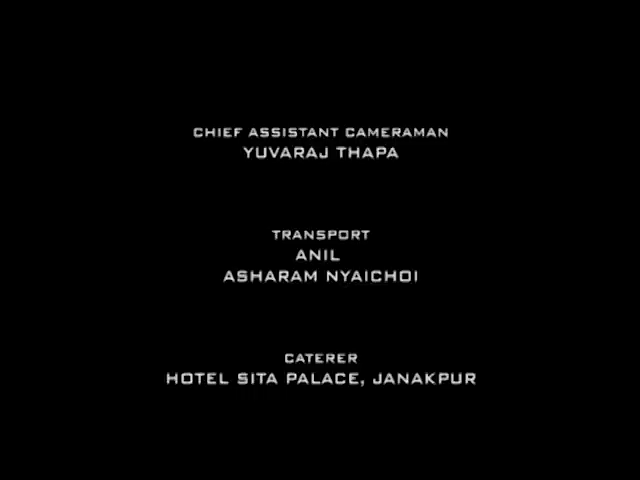 CHIEF ASSISTANT CAMERAMAN
YUVARAJ THAPA
TRANSPORT
ANIL
ASHARAM NYAICHOI
CATERER
HOTEL SITA PALACE, JANAKPUR